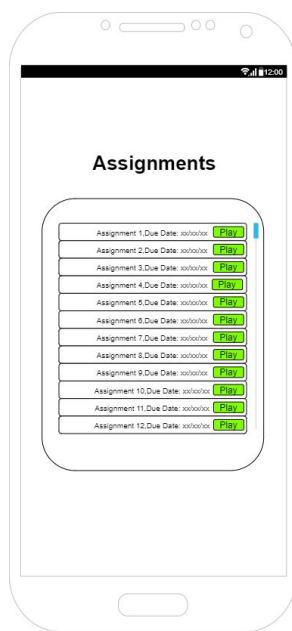 12:00
Assignments
Assignment 1,Due Date: xx/xx/xx Play
Assignment 2,Due Date: xx/xx/xx Play
Assignment 3,Due Date: xx/xx/xx Play
Assignment 4,Due Date: xx/xx/xx Play
Assignment 5,Due Date: xx/xx/xx Play
Assignment 6,Due Date: xx/xx/xx Play
Assignment 7,Due Date: xx/xx/xx Play
Assignment 8,Due Date: xx/xx/xx Play
Assignment 9,Due Date: xx/xx/xx Play
Assignment 10,Due Date: xx/xx/xx Play
Assignment 11,Due Date: xx/xx/xx Play
Assignment 12,Due Date: xx/xx/xx Play